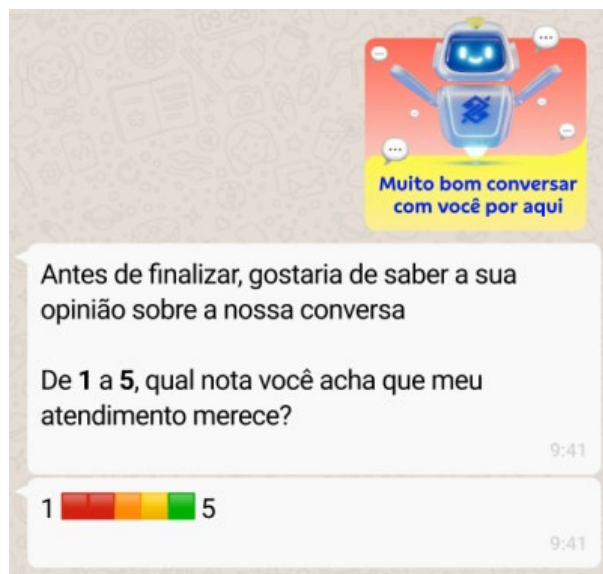 Muito bom conversar
com você por aqui
Antes de finalizar, gostaria de saber a sua
opinião sobre a nossa conversa
De 1 a 5, qual nota você acha que meu
atendimento merece?
9:41
1 🟥🟥🟧🟨🟩 5
9:41